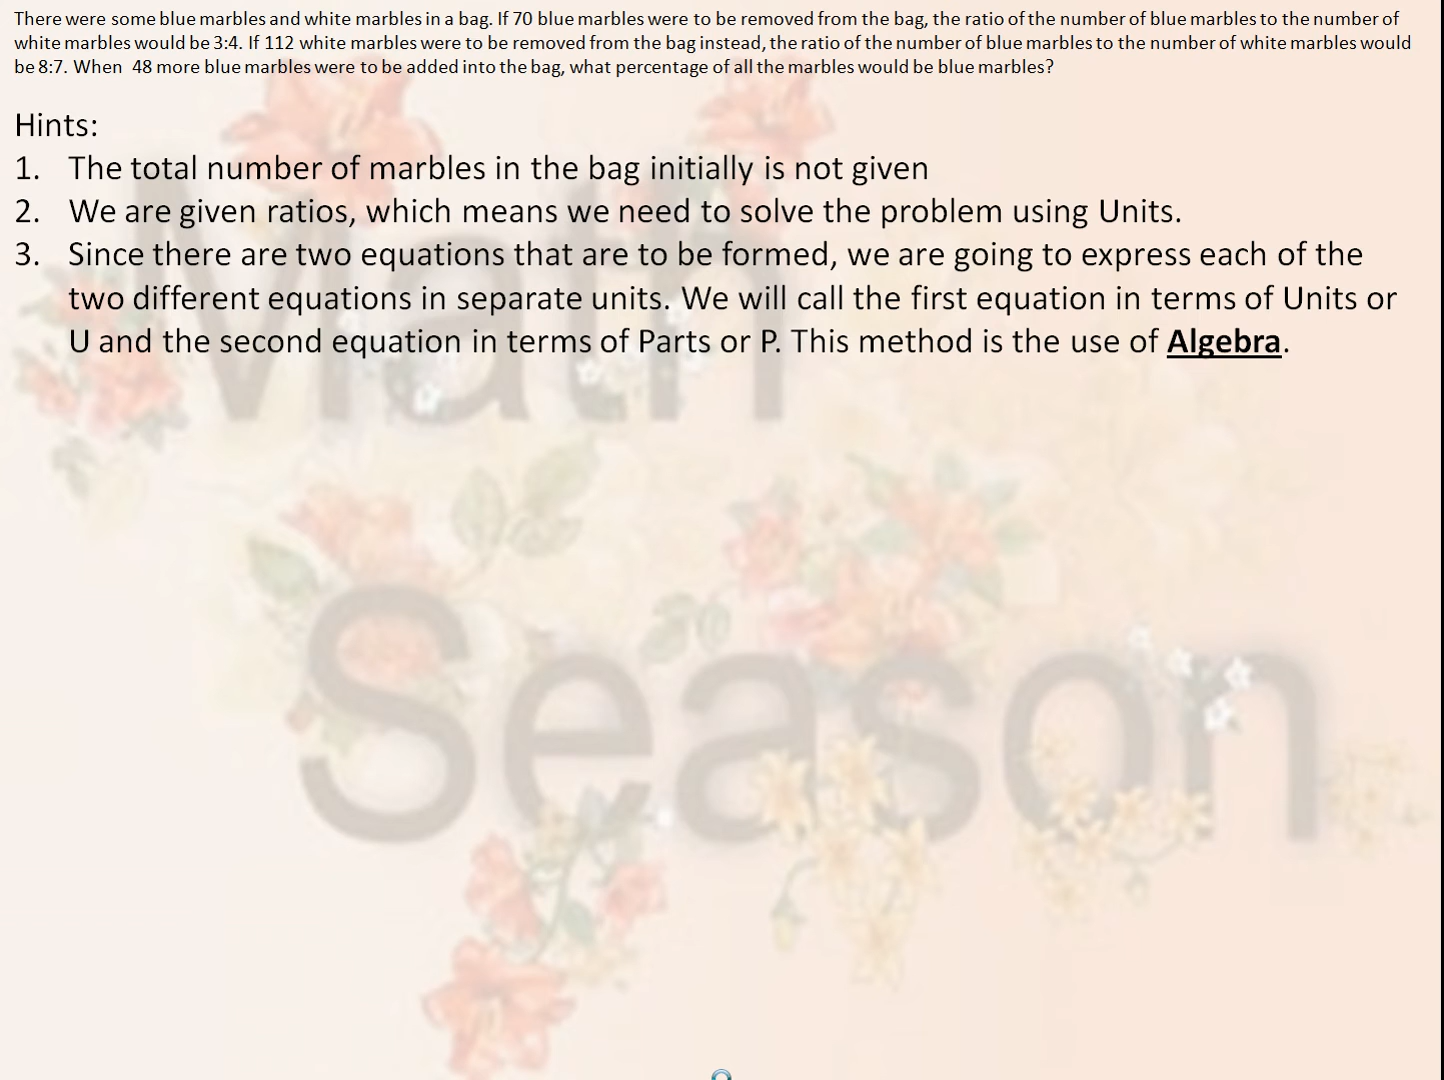 There were some blue marbles and white marbles in a bag. If 70 blue marbles were to be removed from the bag, the ratio of the number of blue marbles to the number of
white marbles would be 3:4. If 112 white marbles were to be removed from the bag instead, the ratio of the number of blue marbles to the number of white marbles would
be 8:7. When 48 more blue marbles were to be added into the bag, what percentage of all the marbles would be blue marbles?
Hints:
1. The total number of marbles in the bag initially is not given
2. We are given ratios, which means we need to solve the problem using Units.
3. Since there are two equations that are to be formed, we are going to express each of the
two different equations in separate units. We will call the first equation in terms of Units or
U and the second equation in terms of Parts or P. This method is the use of Algebra.
Math
Season